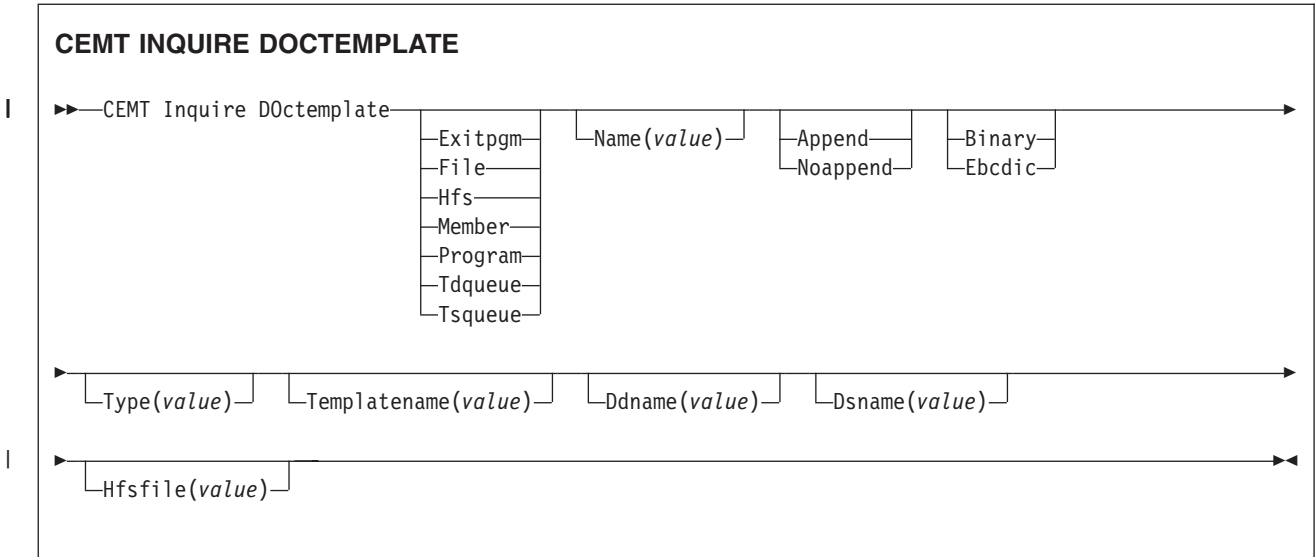 CEMT INQUIRE DOCTEMPLATE
CEMT Inquire DOctemplate
Exitpgm
File
Hfs
Member
Program
Tdqueue
Tsqueue
Name(value)
Append
Noappend
Binary
Ebcdic
Type(value)
Templatename(value)
Ddname(value)
Dsname(value)
Hfsfile(value)